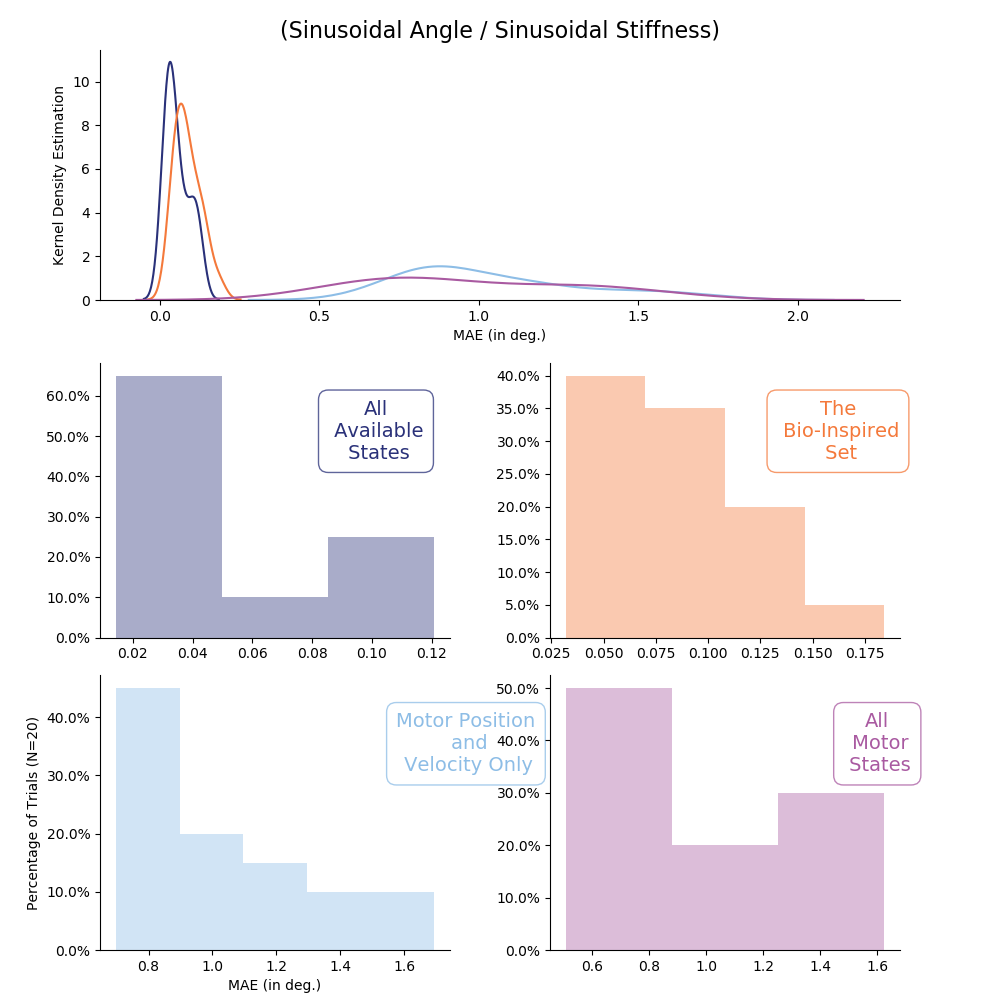 (Sinusoidal Angle / Sinusoidal Stiffness)
Kernel Density Estimation
10
8
6
4
2
0
0.0 0.5 1.0 1.5 2.0
MAE (in deg.)
60.0%
50.0%
40.0%
30.0%
20.0%
10.0%
0.0%
All
Available
States
0.02 0.04 0.06 0.08 0.10 0.12
40.0%
35.0%
30.0%
25.0%
20.0%
15.0%
10.0%
5.0%
0.0%
The
Bio-Inspired
Set
0.025 0.050 0.075 0.100 0.125 0.150 0.175
Percentage of Trials (N=20)
40.0%
30.0%
20.0%
10.0%
0.0%
Motor Position
and
Velocity Only
0.8 1.0 1.2 1.4 1.6
MAE (in deg.)
50.0%
40.0%
30.0%
20.0%
10.0%
0.0%
All
Motor
States
0.6 0.8 1.0 1.2 1.4 1.6